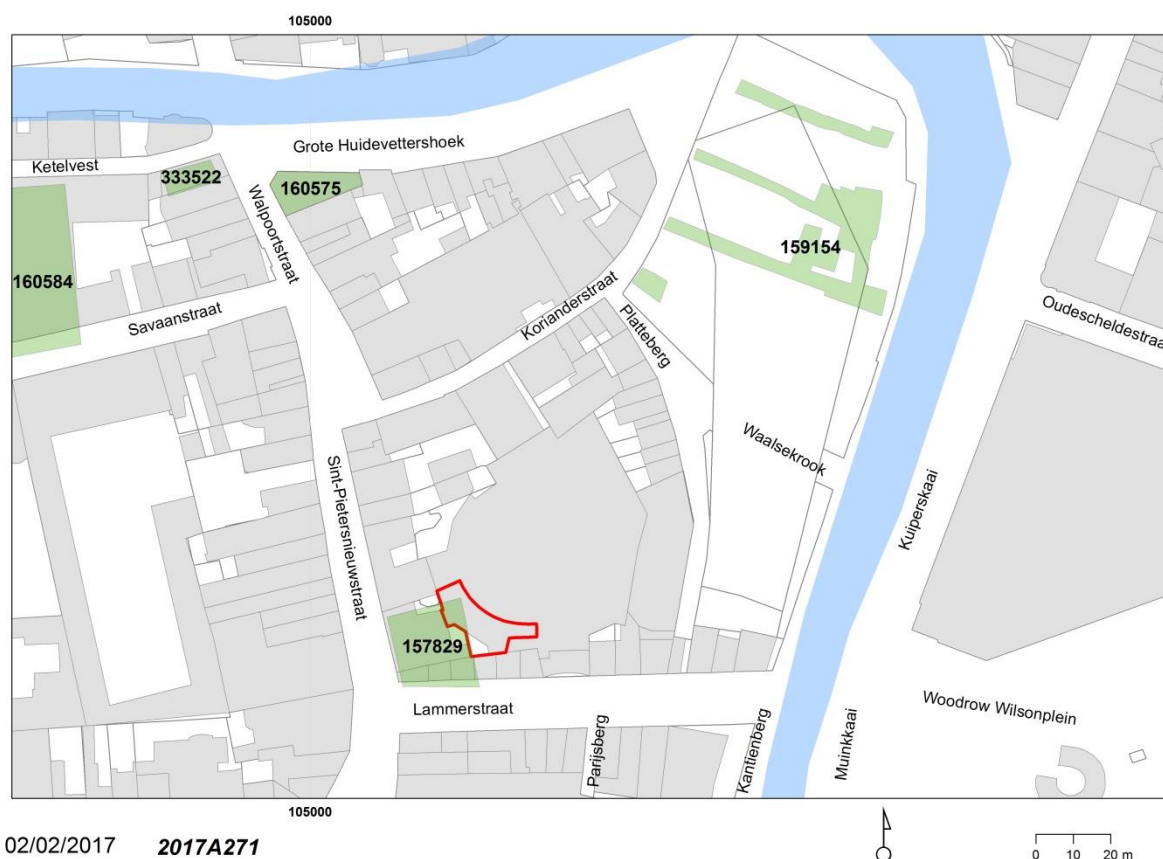 105000
Grote Huidevettershoek
Ketelvest
333522
160575
Walpoortstraat
159154
160584
Savaanstraat
Korianderstraat
Platteberg
Oudescheldestraa
Waalsekrook
Sint-Pietersnieuwstraat
Kuiperskaai
157829
Lammerstraat
Woodrow Wilsonplein
Parijsberg
Kantienberg
Muinkkaai
105000
02/02/2017 2017A271
0 10 20 m